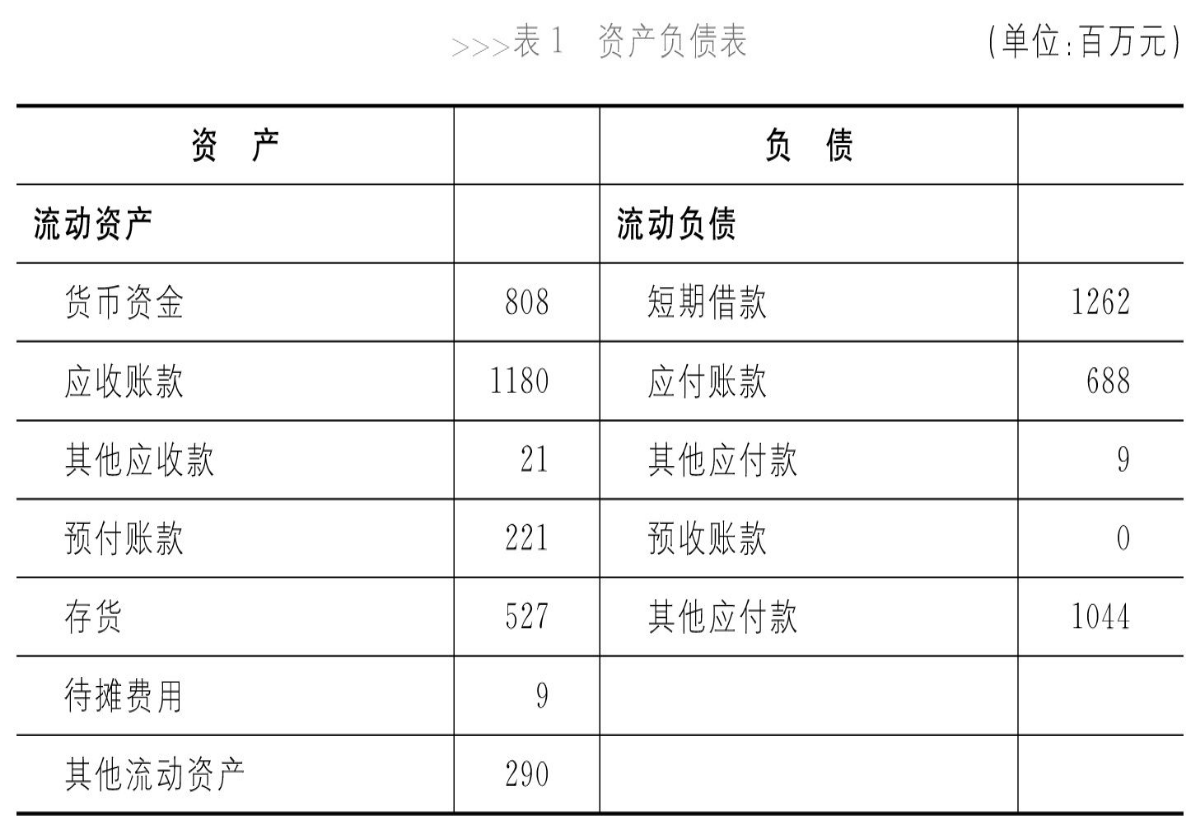 >>>表1 资产负债表 (单位:百万元)
资 产 负 债
流动资产 流动负债
货币资金 808 短期借款 1262
应收账款 1180 应付账款 688
其他应收款 21 其他应付款 9
预付账款 221 预收账款 0
存货 527 其他应付款 1044
待摊费用 9
其他流动资产 290